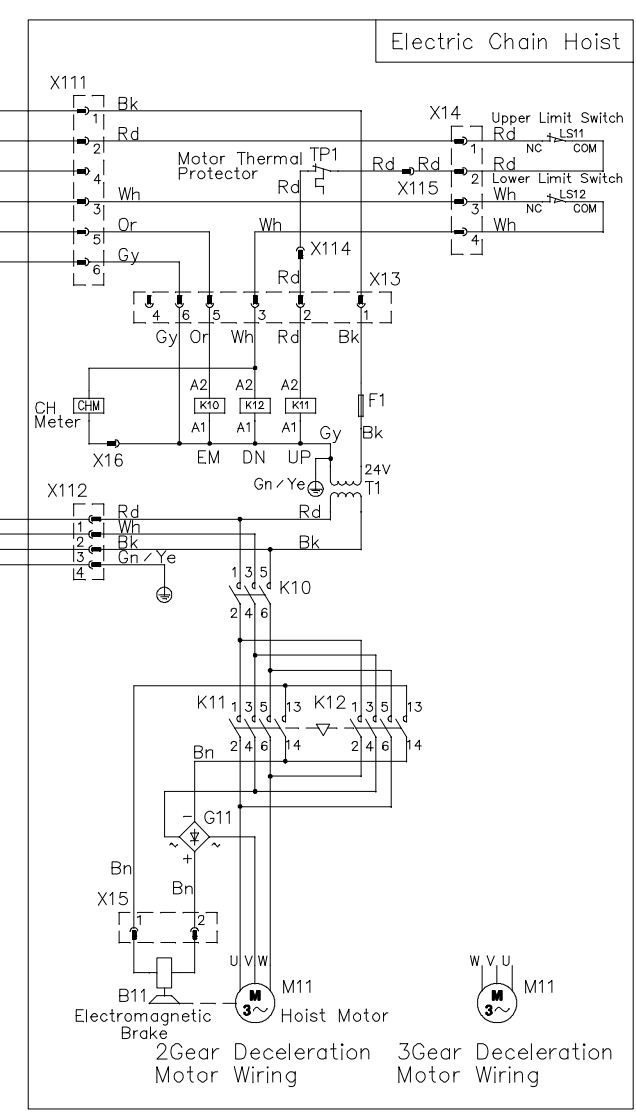 Electric Chain Hoist
X111
Bk
1
X14
Upper Limit Switch
Rd
2
Rd
LS11
1
NC
COM
Motor Thermal
Protector
TP1
Rd
Rd
Rd
4
X115
2
Lower Limit Switch
Rd
Wh
3
Wh
LS12
3
NC
COM
Or
5
Wh
Wh
4
Gy
6
X114
Rd
X13
4
6
5
3
2
1
Gy
Or
Wh
Rd
Bk
A2
A2
A2
CH
Meter
CHM
K10
K12
K11
F1
A1
A1
A1
Gy
Bk
X16
EM
DN
UP
24V
Gn/Ye
T1
X112
Rd
Rd
1
Wh
2
Bk
Bk
3
Gn/Ye
4
1 3 5
K10
2 4 6
K11
1 3 5
13
K12
1 3 5
13
2 4 6
14
2 4 6
14
Bn
−
G11
~
~
+
Bn
Bn
X15
1
2
U V W
W V U
B11
M
3~
M11
M
3~
M11
Electromagnetic
Brake
Hoist Motor
2Gear Deceleration
Motor Wiring
3Gear Deceleration
Motor Wiring